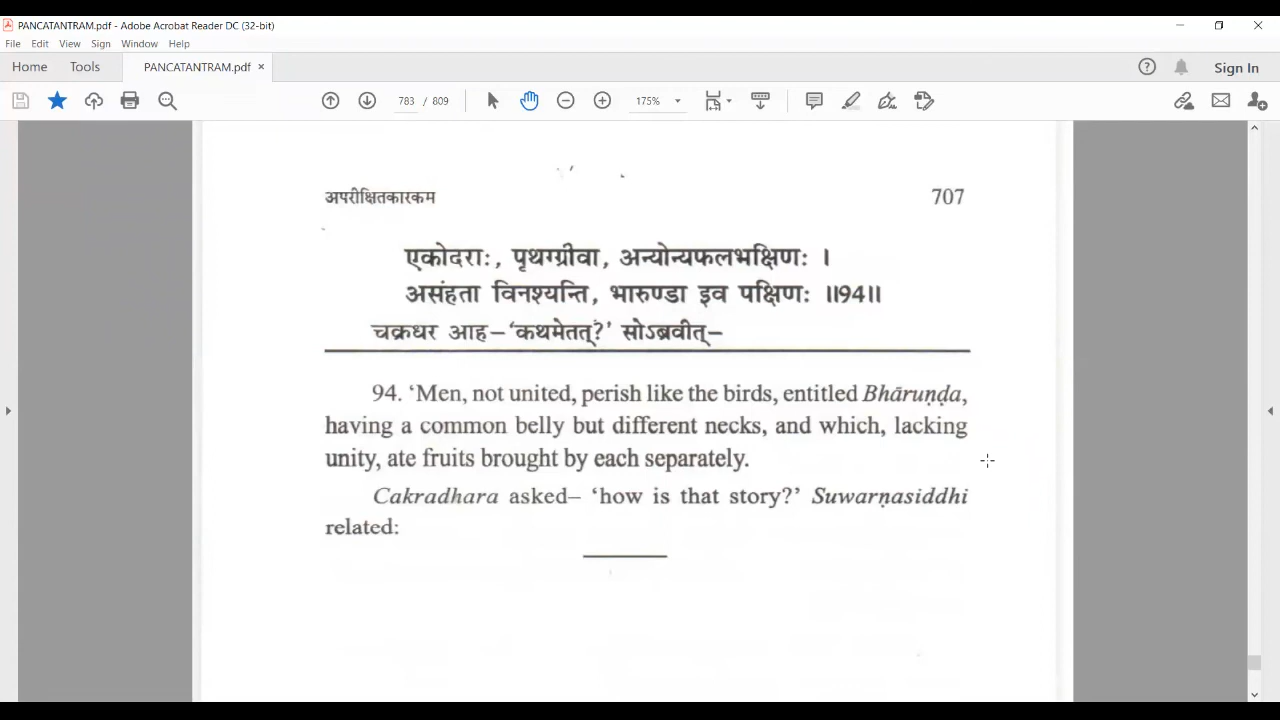 PANCATANTRAM.pdf - Adobe Acrobat Reader DC (32-bit)
File Edit View Sign Window Help
Home Tools PANCATANTRAM.pdf × Sign In
783 / 809 175%
अपरीक्षितकारकम 707
एकोदराः, पृथग्ग्रीवा, अन्योन्यफलभक्षिणः ।
असंहता विनश्यन्ति, भारुण्डा इव पक्षिणः ॥94॥
चक्रधर आह–‘कथमेतत्?’ सोऽब्रवीत्–
94. ‘Men, not united, perish like the birds, entitled Bhāruṇḍa,
having a common belly but different necks, and which, lacking
unity, ate fruits brought by each separately.
Cakradhara asked– ‘how is that story?’ Suwarṇasiddhi
related: